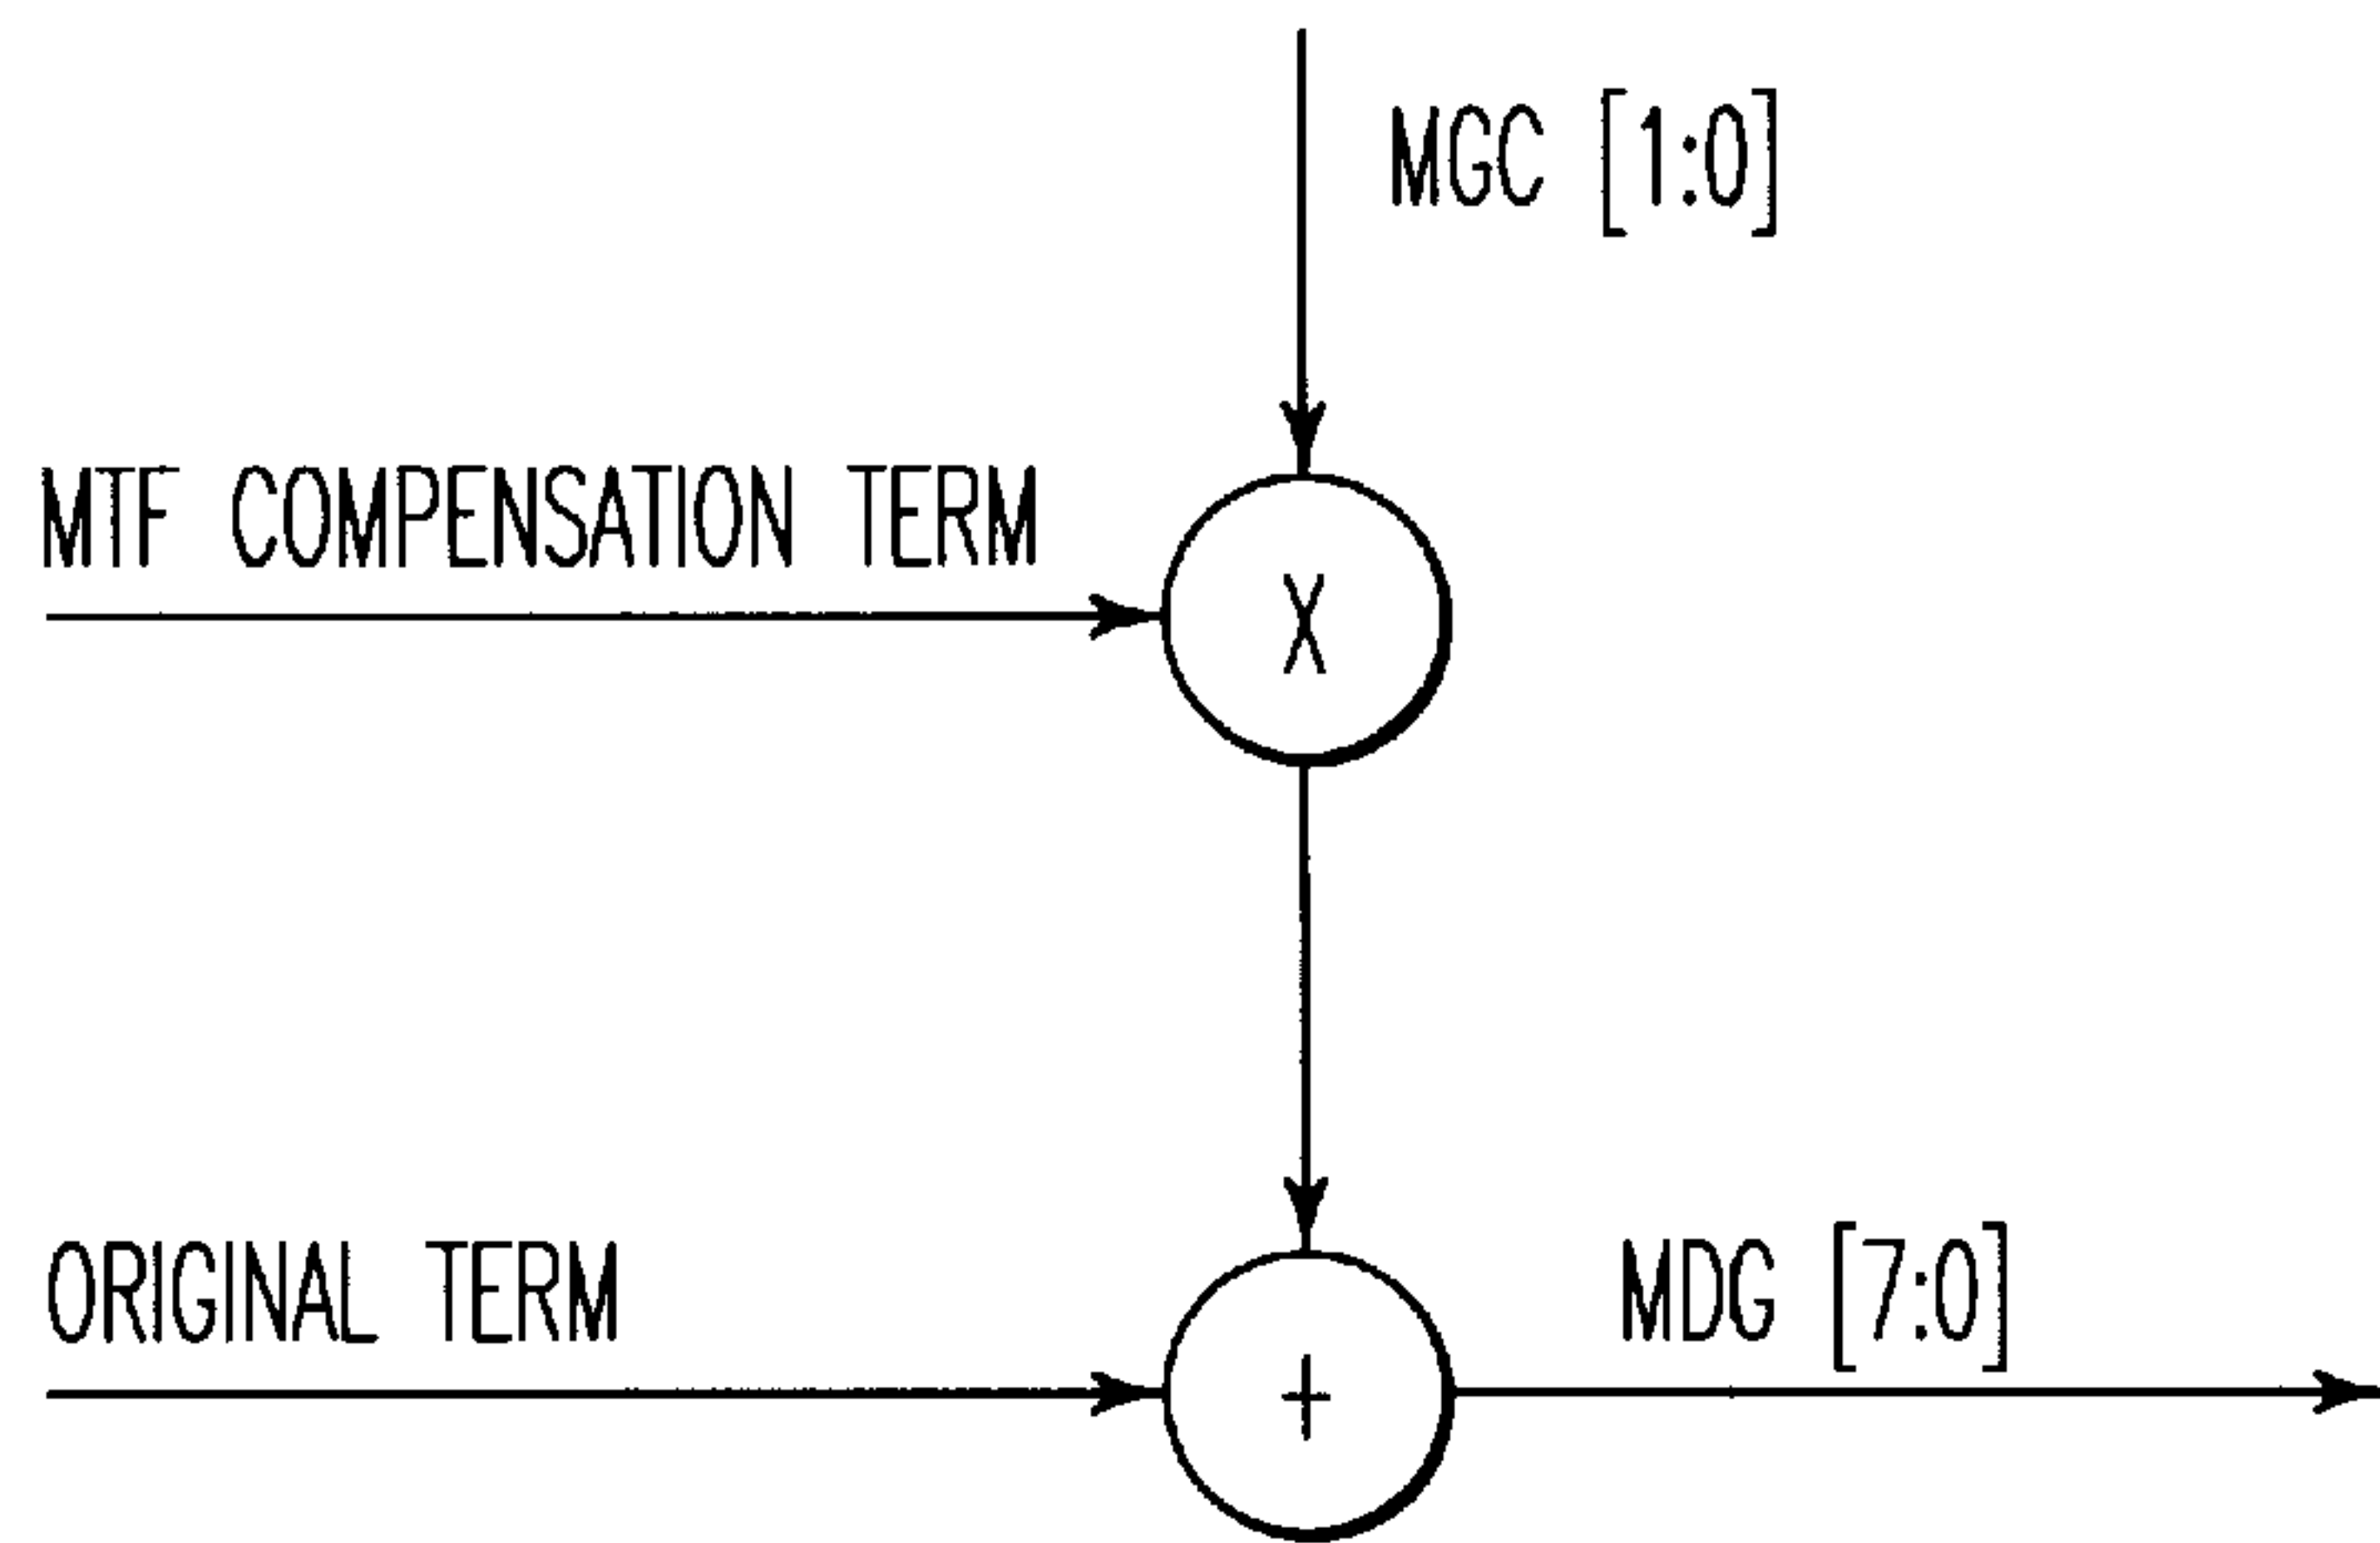 MGC [1:0]
MTF COMPENSATION TERM
X
ORIGINAL TERM
MDG [7:0]
+